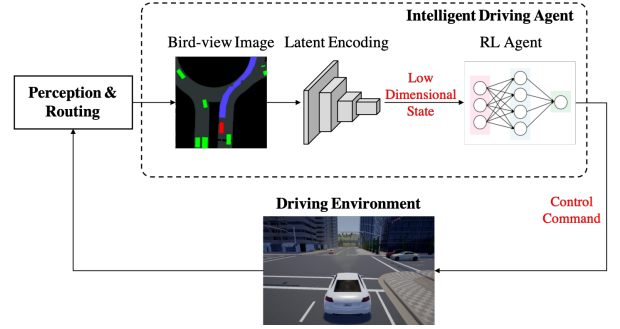 Intelligent Driving Agent
Bird-view Image
Latent Encoding
RL Agent
Perception &
Routing
Low
Dimensional
State
Control
Command
Driving Environment